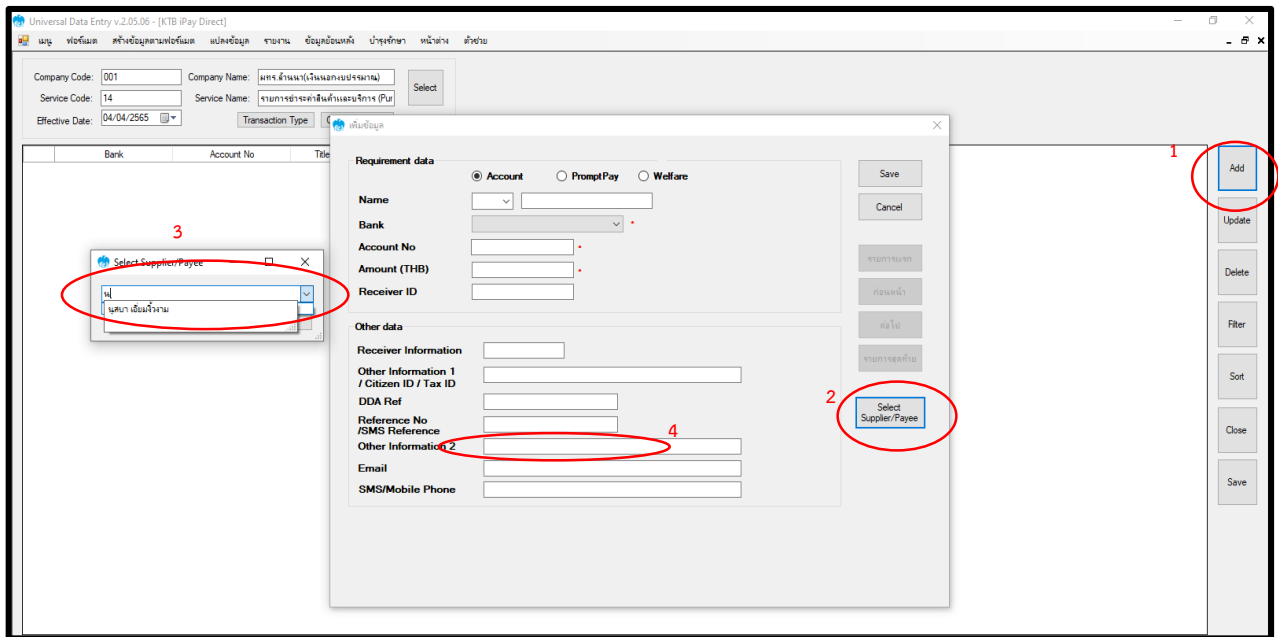 Universal Data Entry v.2.05.06 - [KTB iPay Direct]
เมนู ฟอร์แมต สร้างข้อมูลตามฟอร์แมต แปลงข้อมูล รายงาน ข้อมูลย้อนหลัง บำรุงรักษา หน้าต่าง ตัวช่วย
Company Code: 001 Company Name: มทร.ล้านนา(เงินนอกงบประมาณ)
Select
Service Code: 14 Service Name: รายการชำระค่าสินค้าและบริการ (Pur
Effective Date: 04/04/2565 Transaction Type
เพิ่มข้อมูล
Bank Account No Title
1
Add
Update
Delete
Filter
Sort
Close
Save
Requirement data
Account PromptPay Welfare
Name
Bank *
Account No *
Amount (THB) *
Receiver ID
Save
Cancel
รายการแรก
ก่อนหน้า
ต่อไป
รายการสุดท้าย
3
Select Supplier/Payee
น
นุสบา เอี่ยมงิ้วงาม
Other data
Receiver Information
Other Information 1
/ Citizen ID / Tax ID
DDA Ref
Reference No
/SMS Reference
4
Other Information 2
Email
SMS/Mobile Phone
2
Select
Supplier/Payee